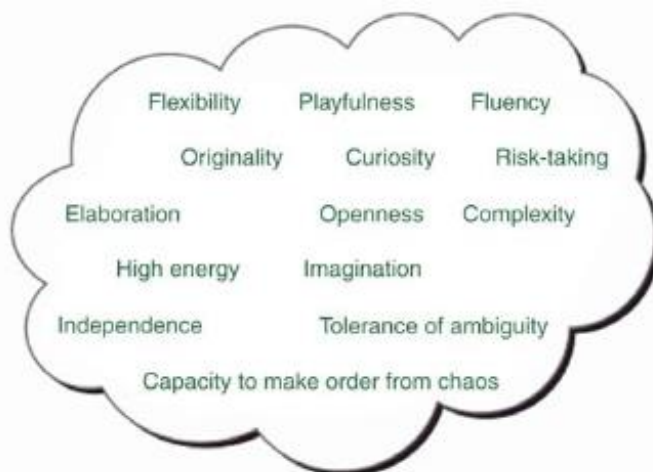 Flexibility Playfulness Fluency
Originality Curiosity Risk-taking
Elaboration Openness Complexity
High energy Imagination
Independence Tolerance of ambiguity
Capacity to make order from chaos